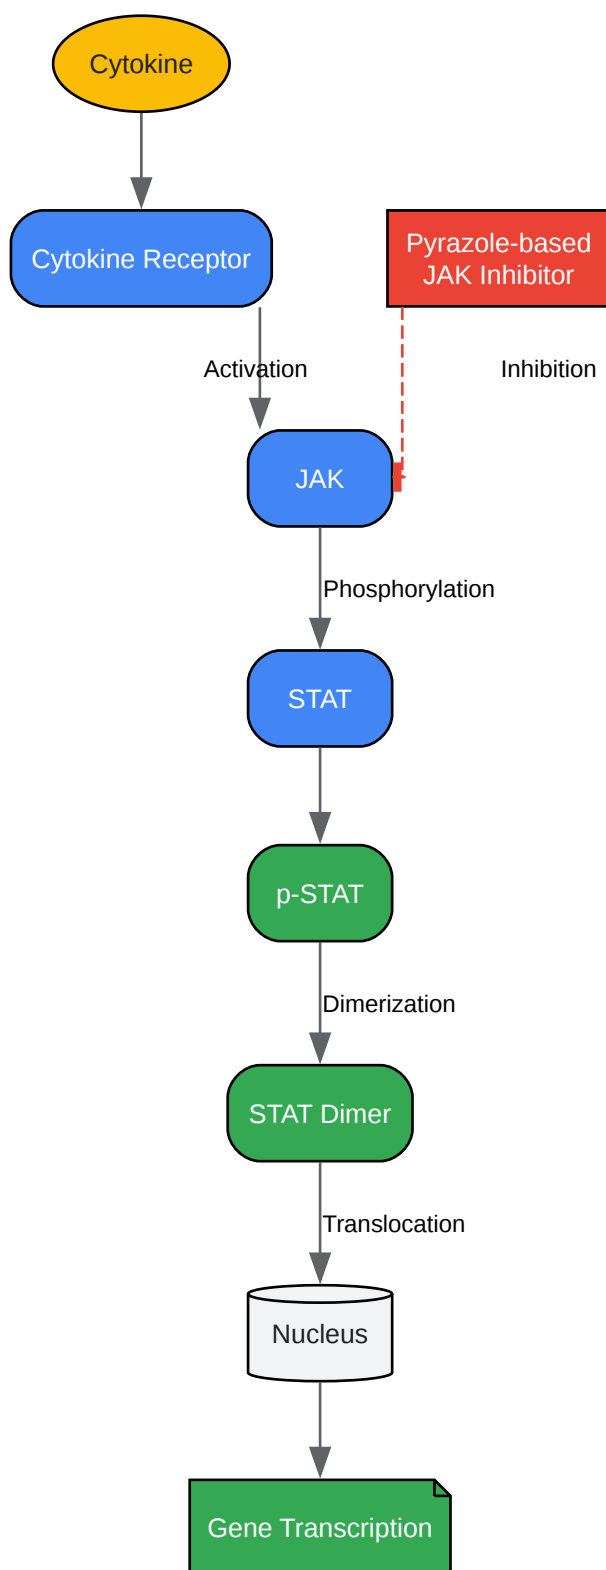 Cytokine
Cytokine Receptor
Pyrazole-based
JAK Inhibitor
Activation
Inhibition
JAK
Phosphorylation
STAT
p-STAT
Dimerization
STAT Dimer
Translocation
Nucleus
Gene Transcription